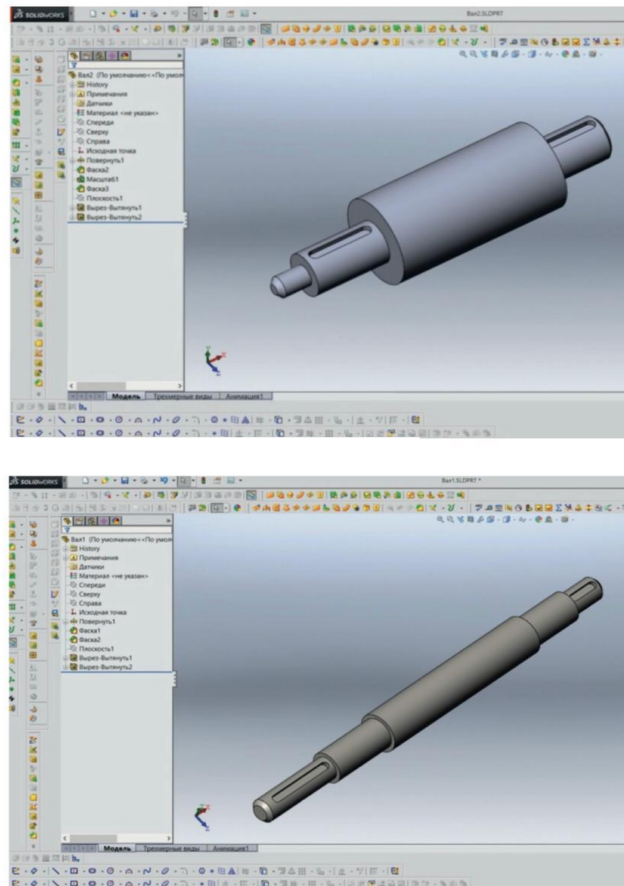 SOLIDWORKS
Вал2.SLDPRT
Вал2 (По умолчанию<<По умол
History
Примечания
Датчики
Материал <не указан>
Спереди
Сверху
Справа
Исходная точка
Повернуть1
Фаска2
Масштаб1
Фаска3
Плоскость1
Вырез-Вытянуть1
Вырез-Вытянуть2
Модель Трехмерные виды Анимация1
SOLIDWORKS
Вал1.SLDPRT *
Вал1 (По умолчанию<<По умол
History
Примечания
Датчики
Материал <не указан>
Спереди
Сверху
Справа
Исходная точка
Повернуть1
Фаска1
Фаска2
Плоскость1
Вырез-Вытянуть1
Вырез-Вытянуть2
Модель Трехмерные виды Анимация1